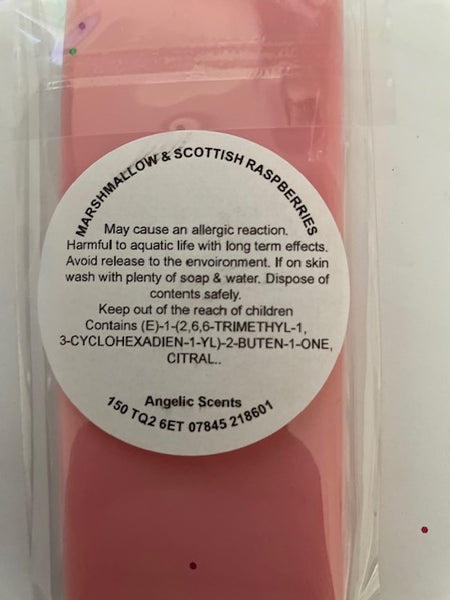 MARSHMALLOW & SCOTTISH RASPBERRIES
May cause an allergic reaction.
Harmful to aquatic life with long term effects.
Avoid release to the envoironment. If on skin
wash with plenty of soap & water. Dispose of
contents safely.
Keep out of the reach of children
Contains (E)-1-(2,6,6-TRIMETHYL-1,
3-CYCLOHEXADIEN-1-YL)-2-BUTEN-1-ONE,
CITRAL..
Angelic Scents
150 TQ2 6ET 07845 218601